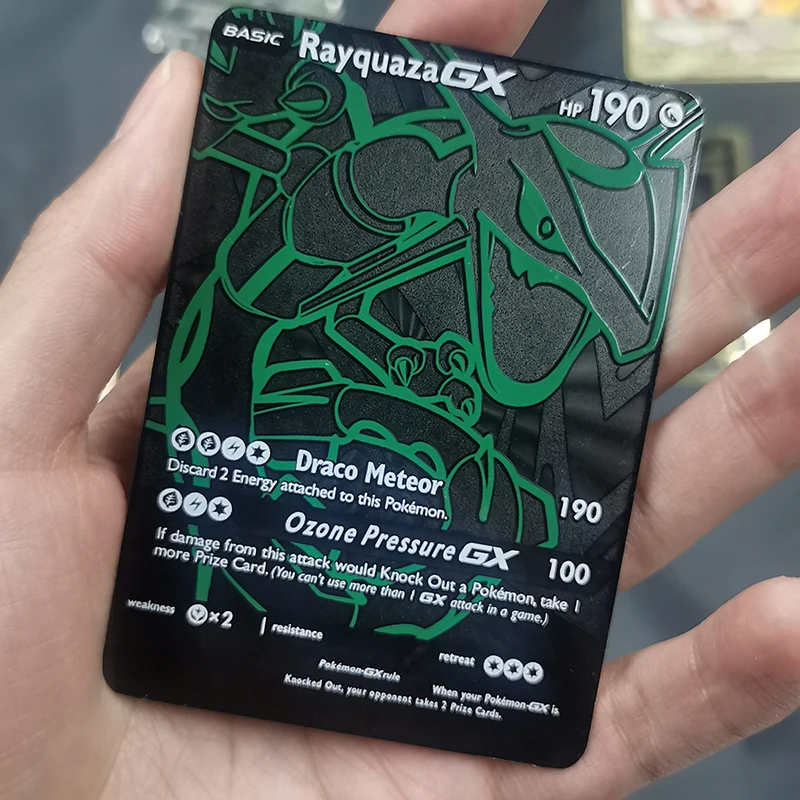 BASIC RayquazaGX HP 190
Draco Meteor 190
Discard 2 Energy attached to this Pokémon.
Ozone Pressure GX 100
If damage from this attack would Knock Out a Pokémon, take 1
more Prize Card. (You can't use more than 1 GX attack in a game.)
weakness ×2 resistance
retreat
Pokémon-GX rule When your Pokémon-GX is
Knocked Out, your opponent takes 2 Prize Cards.